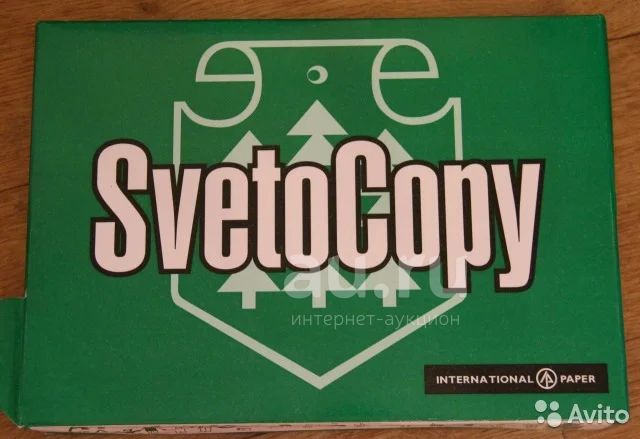 SvetoCopy
au.ru
интернет-аукцион
INTERNATIONAL PAPER
Avito